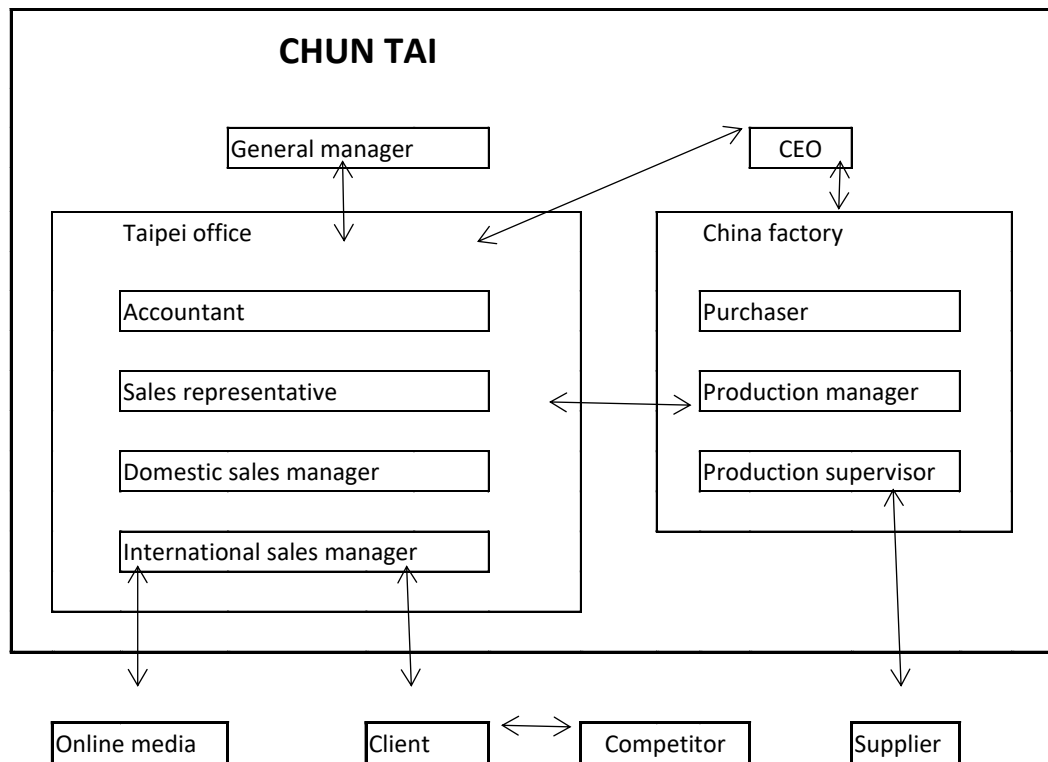 CHUN TAI
General manager
CEO
Taipei office
China factory
Accountant
Purchaser
Sales representative
Production manager
Domestic sales manager
Production supervisor
International sales manager
Online media
Client
Competitor
Supplier